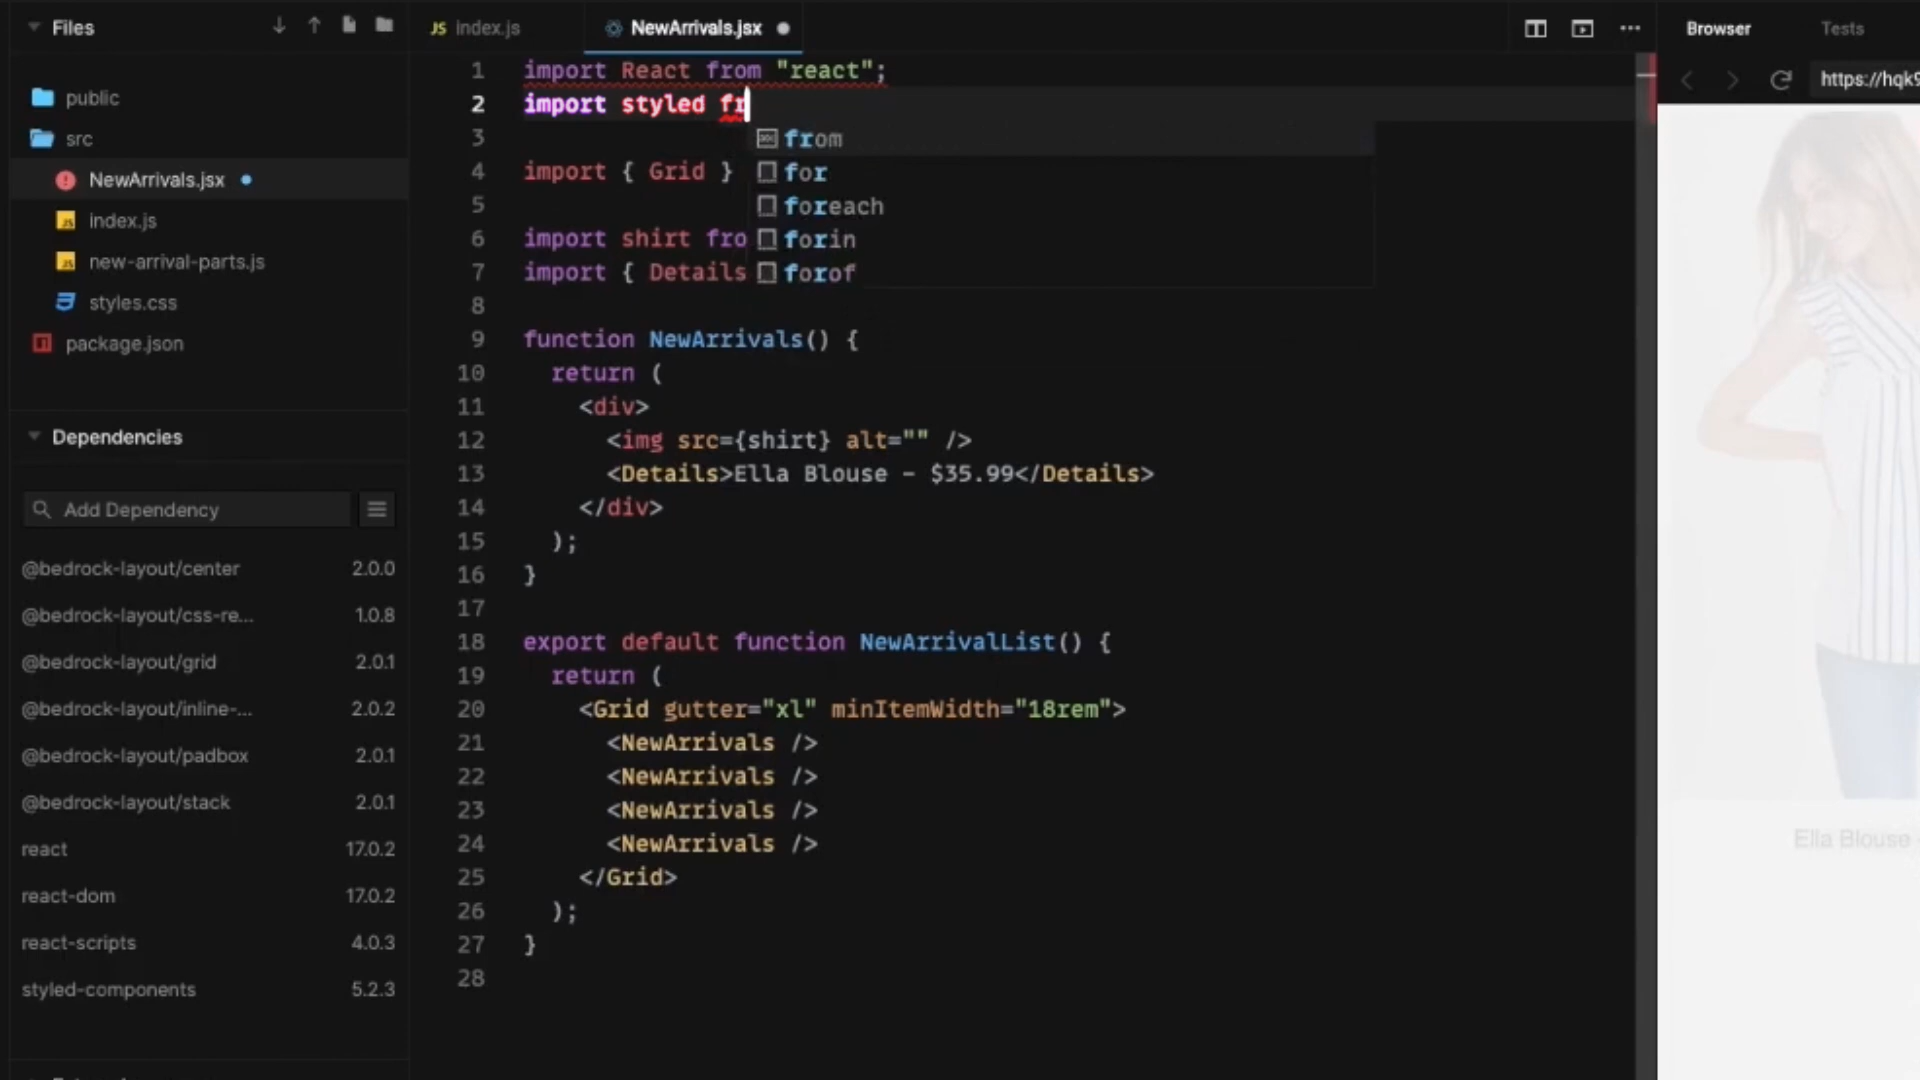 Files
public
src
NewArrivals.jsx
index.js
new-arrival-parts.js
styles.css
package.json
Dependencies
Add Dependency
@bedrock-layout/center 2.0.0
@bedrock-layout/css-re... 1.0.8
@bedrock-layout/grid 2.0.1
@bedrock-layout/inline-... 2.0.2
@bedrock-layout/padbox 2.0.1
@bedrock-layout/stack 2.0.1
react 17.0.2
react-dom 17.0.2
react-scripts 4.0.3
styled-components 5.2.3
JS index.js
NewArrivals.jsx
1 import React from "react";
2 import styled fr
3
4 import { Grid }
5
6 import shirt fro
7 import { Details
from
for
foreach
forin
forof
8
9 function NewArrivals() {
10 return (
11 <div>
12 <img src={shirt} alt="" />
13 <Details>Ella Blouse – $35.99</Details>
14 </div>
15 );
16 }
17
18 export default function NewArrivalList() {
19 return (
20 <Grid gutter="xl" minItemWidth="18rem">
21 <NewArrivals />
22 <NewArrivals />
23 <NewArrivals />
24 <NewArrivals />
25 </Grid>
26 );
27 }
28
Browser Tests
https://hqk9
Ella Blouse